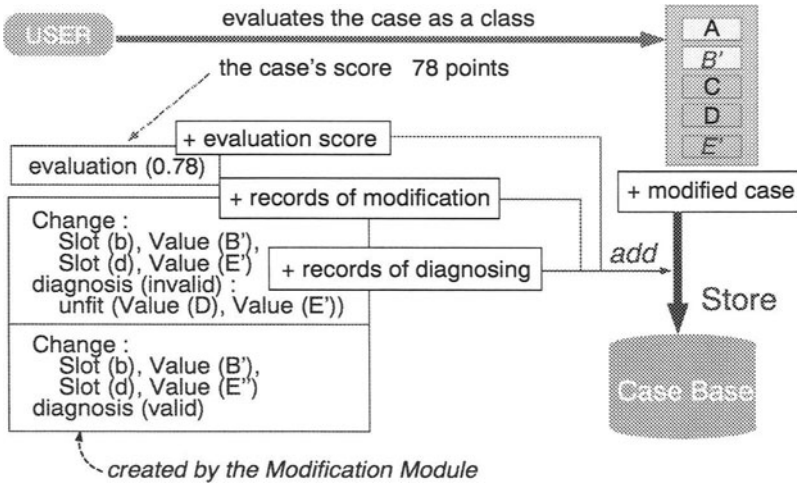 USER
evaluates the case as a class
A
B'
C
D
E'
the case's score 78 points
+ evaluation score
evaluation (0.78)
+ records of modification
+ modified case
Change :
Slot (b), Value (B'),
Slot (d), Value (E')
diagnosis (invalid) :
unfit (Value (D), Value (E'))
+ records of diagnosing
add
Store
Change :
Slot (b), Value (B'),
Slot (d), Value (E")
diagnosis (valid)
Case Base
created by the Modification Module